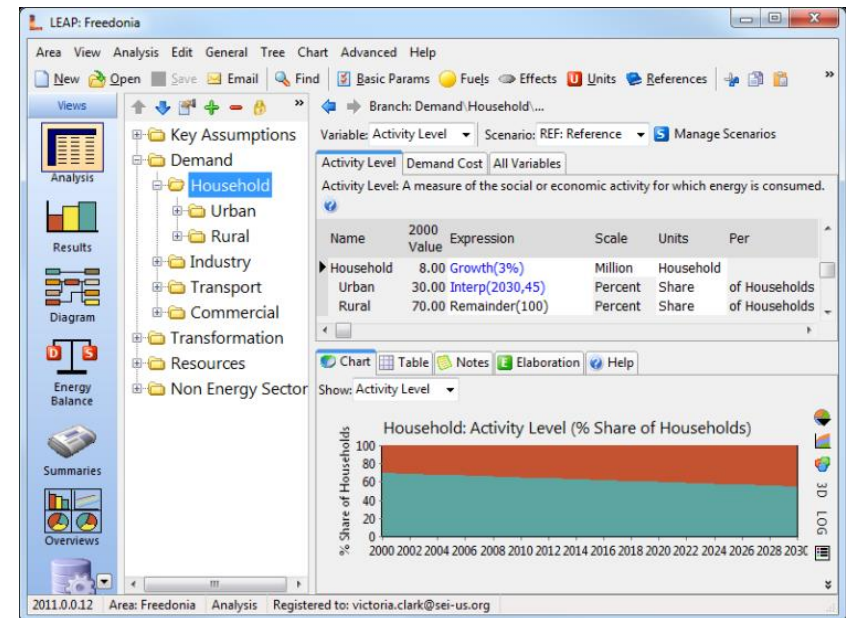 LEAP: Freedonia
Area View Analysis Edit General Tree Chart Advanced Help
New Open Save Email Find Basic Params Fuels Effects Units References »
Views
Analysis
Results
Diagram
Energy
Balance
Summaries
Overviews
»
Key Assumptions
Demand
Household
Urban
Rural
Industry
Transport
Commercial
Transformation
Resources
Non Energy Sector
Branch: Demand\Household\...
Variable: Activity Level Scenario: REF: Reference S Manage Scenarios
Activity Level Demand Cost All Variables
Activity Level: A measure of the social or economic activity for which energy is consumed.
Name 2000 Value Expression Scale Units Per
Household 8.00 Growth(3%) Million Household
Urban 30.00 Interp(2030,45) Percent Share of Households
Rural 70.00 Remainder(100) Percent Share of Households
Chart Table Notes Elaboration Help
Show: Activity Level
Household: Activity Level (% Share of Households)
% Share of Households
100
80
60
40
20
0
2000 2002 2004 2006 2008 2010 2012 2014 2016 2018 2020 2022 2024 2026 2028 203
3D
LOG
2011.0.0.12 Area: Freedonia Analysis Registered to: victoria.clark@sei-us.org